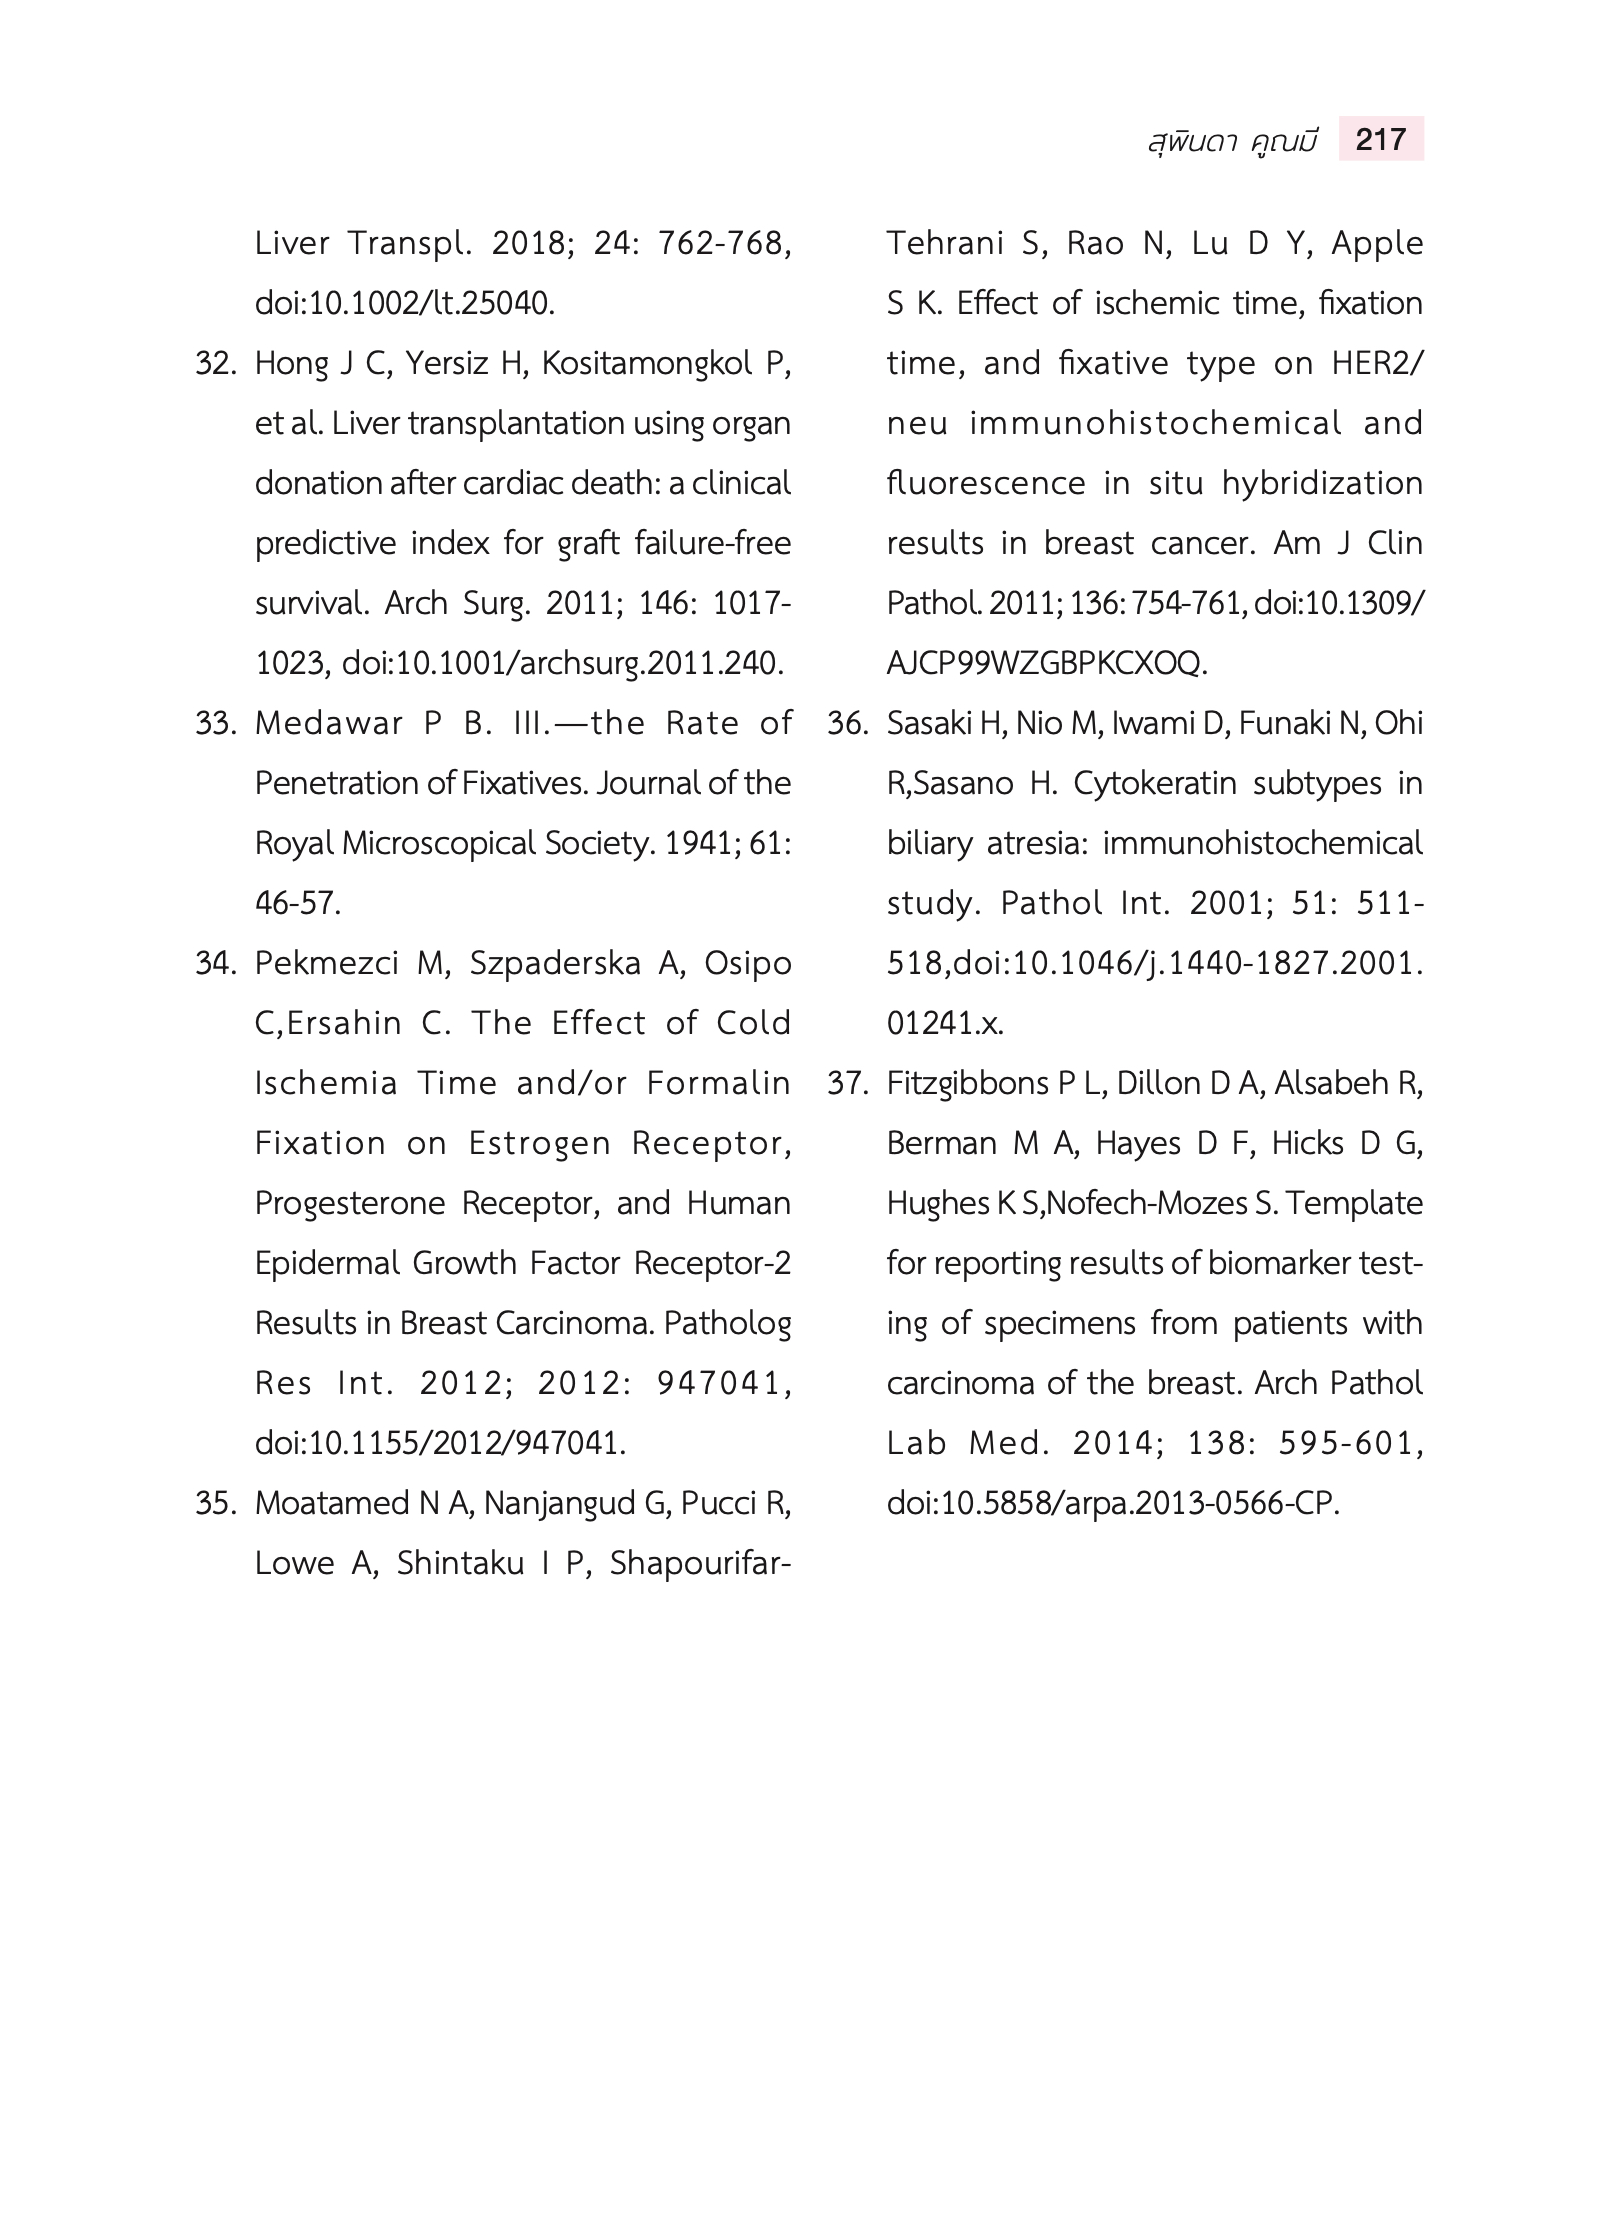 สุพินดา คูณมี 217
Liver Transpl. 2018; 24: 762-768,
doi:10.1002/lt.25040.
32. Hong J C, Yersiz H, Kositamongkol P,
et al. Liver transplantation using organ
donation after cardiac death: a clinical
predictive index for graft failure-free
survival. Arch Surg. 2011; 146: 1017-
1023, doi:10.1001/archsurg.2011.240.
33. Medawar P B. III.—the Rate of
Penetration of Fixatives. Journal of the
Royal Microscopical Society. 1941; 61:
46-57.
34. Pekmezci M, Szpaderska A, Osipo
C,Ersahin C. The Effect of Cold
Ischemia Time and/or Formalin
Fixation on Estrogen Receptor,
Progesterone Receptor, and Human
Epidermal Growth Factor Receptor-2
Results in Breast Carcinoma. Patholog
Res Int. 2012; 2012: 947041,
doi:10.1155/2012/947041.
35. Moatamed N A, Nanjangud G, Pucci R,
Lowe A, Shintaku I P, Shapourifar-
Tehrani S, Rao N, Lu D Y, Apple
S K. Effect of ischemic time, fixation
time, and fixative type on HER2/
neu immunohistochemical and
fluorescence in situ hybridization
results in breast cancer. Am J Clin
Pathol. 2011; 136: 754-761, doi:10.1309/
AJCP99WZGBPKCXOQ.
36. Sasaki H, Nio M, Iwami D, Funaki N, Ohi
R,Sasano H. Cytokeratin subtypes in
biliary atresia: immunohistochemical
study. Pathol Int. 2001; 51: 511-
518,doi:10.1046/j.1440-1827.2001.
01241.x.
37. Fitzgibbons P L, Dillon D A, Alsabeh R,
Berman M A, Hayes D F, Hicks D G,
Hughes K S,Nofech-Mozes S. Template
for reporting results of biomarker test-
ing of specimens from patients with
carcinoma of the breast. Arch Pathol
Lab Med. 2014; 138: 595-601,
doi:10.5858/arpa.2013-0566-CP.